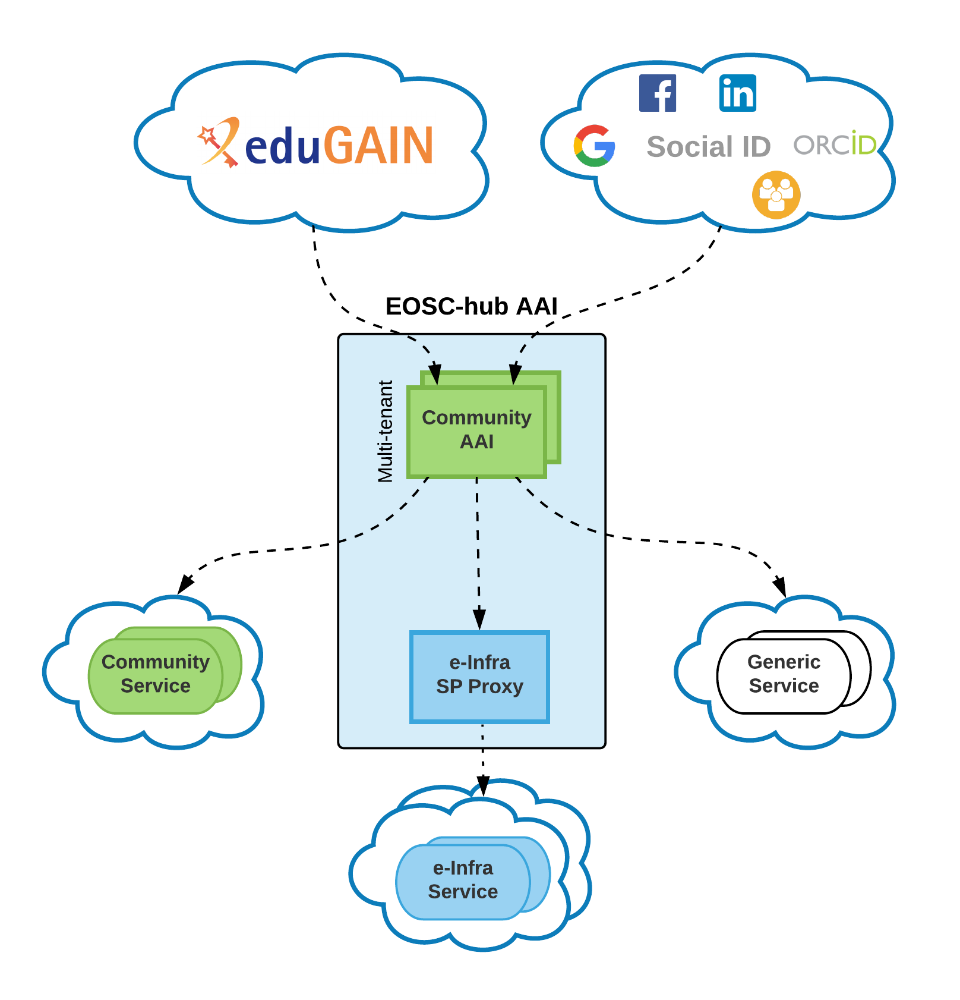 eduGAIN
Social ID
ORCiD
EOSC-hub AAI
Multi-tenant
Community
AAI
Community
Service
e-Infra
SP Proxy
Generic
Service
e-Infra
Service